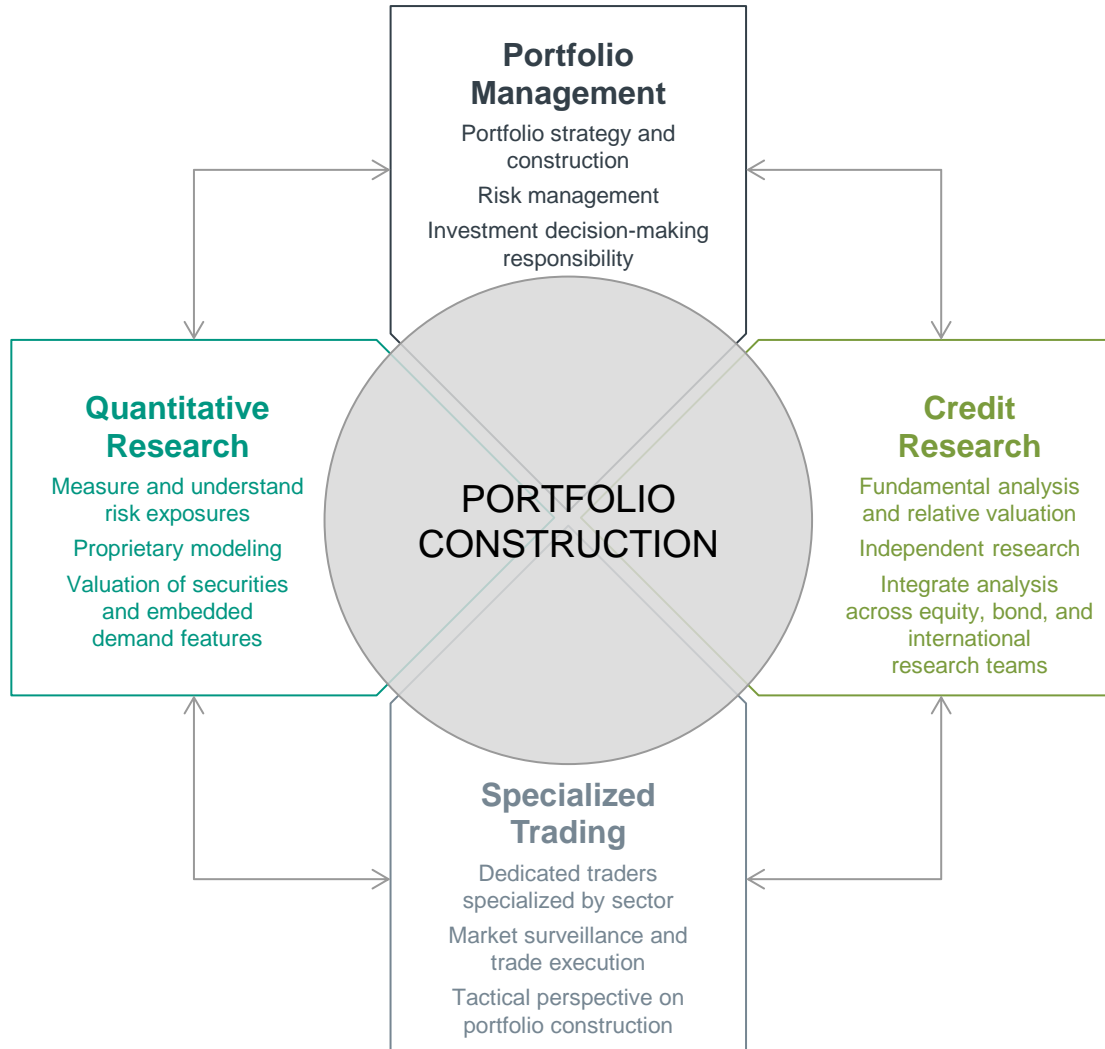 Portfolio
Management
Portfolio strategy and
construction
Risk management
Investment decision-making
responsibility
Quantitative
Research
Measure and understand
risk exposures
Proprietary modeling
Valuation of securities
and embedded
demand features
PORTFOLIO
CONSTRUCTION
Credit
Research
Fundamental analysis
and relative valuation
Independent research
Integrate analysis
across equity, bond, and
international
research teams
Specialized
Trading
Dedicated traders
specialized by sector
Market surveillance and
trade execution
Tactical perspective on
portfolio construction